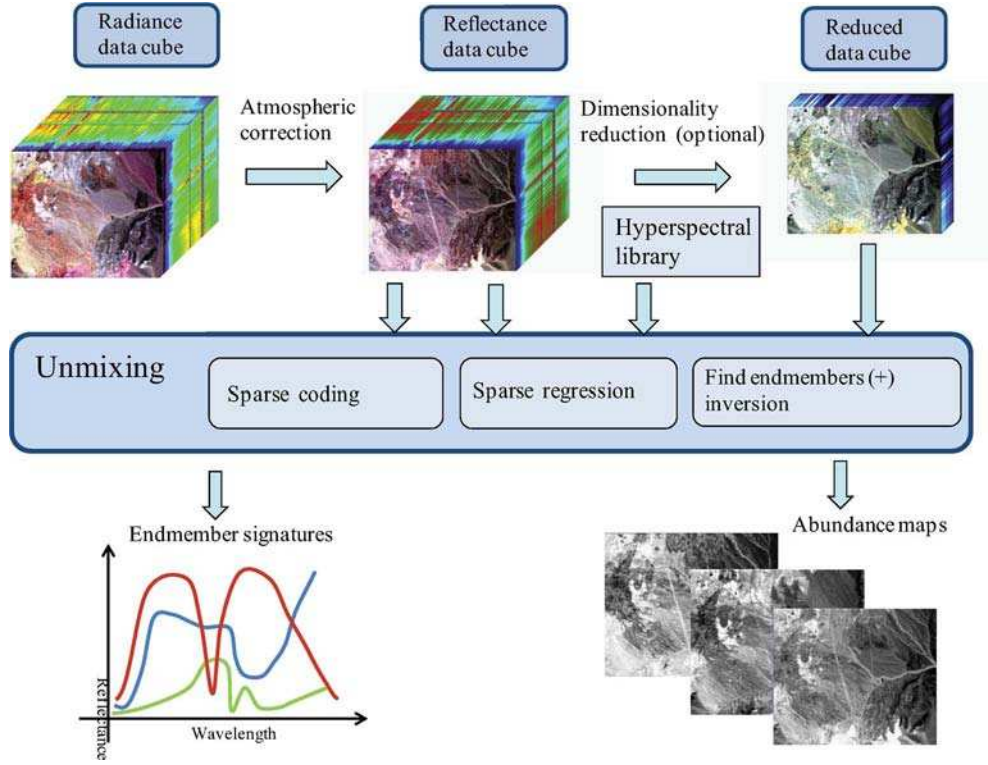 Radiance
data cube
Reflectance
data cube
Reduced
data cube
Atmospheric
correction
Dimensionality
reduction (optional)
Hyperspectral
library
Unmixing
Sparse coding
Sparse regression
Find endmembers (+)
inversion
Endmember signatures
Abundance maps
Reflectance
Wavelength